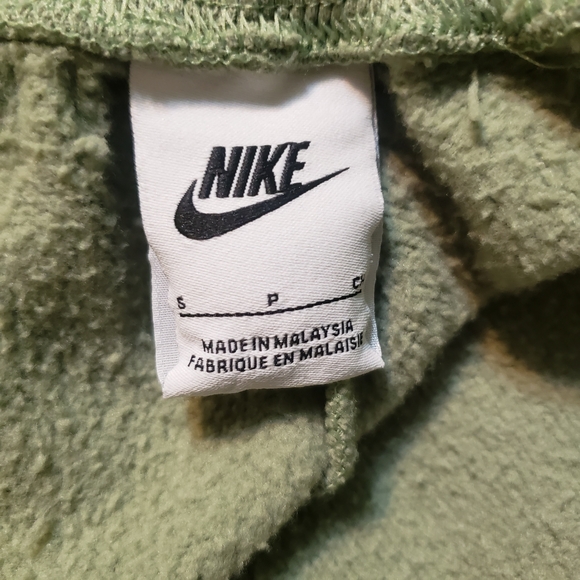 NIKE
S P C
MADE IN MALAYSIA
FABRIQUE EN MALAISIE